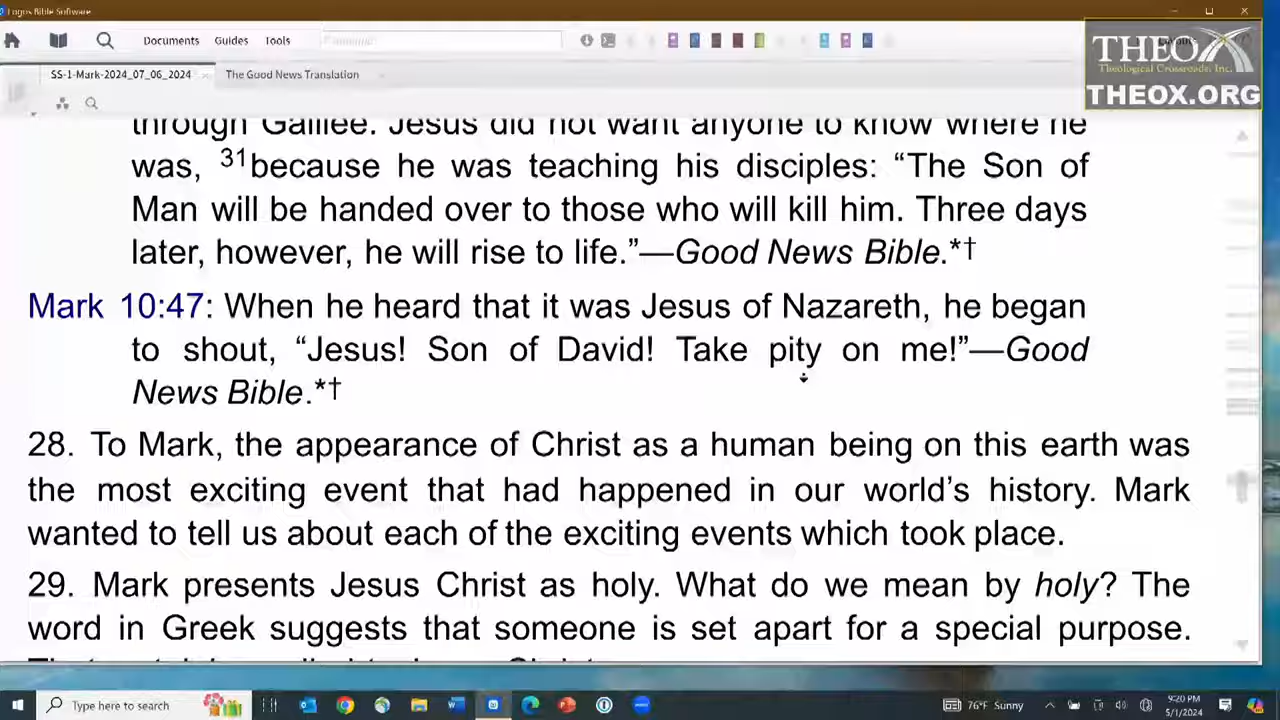 Logos Bible Software
Documents Guides Tools Command
THEOX
Theological Crossroads, Inc.
THEOX.ORG
SS-1-Mark-2024_07_06_2024 The Good News Translation
through Galilee. Jesus did not want anyone to know where he
was, 31because he was teaching his disciples: “The Son of
Man will be handed over to those who will kill him. Three days
later, however, he will rise to life.”—Good News Bible.*†
Mark 10:47: When he heard that it was Jesus of Nazareth, he began
to shout, “Jesus! Son of David! Take pity on me!”—Good
News Bible.*†
28. To Mark, the appearance of Christ as a human being on this earth was
the most exciting event that had happened in our world’s history. Mark
wanted to tell us about each of the exciting events which took place.
29. Mark presents Jesus Christ as holy. What do we mean by holy? The
word in Greek suggests that someone is set apart for a special purpose.
Type here to search
76°F Sunny
9:20 PM
5/1/2024